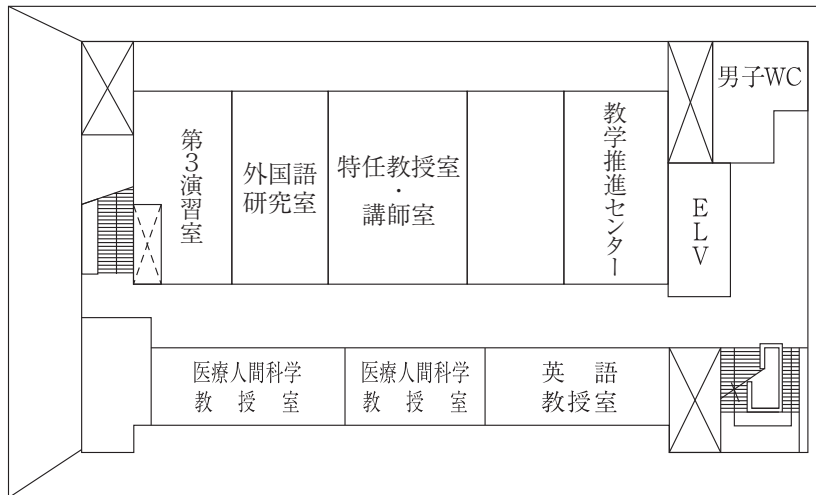 男子WC
第3演習室
外国語
研究室
特任教授室
・
講師室
教学推進センター
ELV
医療人間科学
教授室
医療人間科学
教授室
英語
教授室